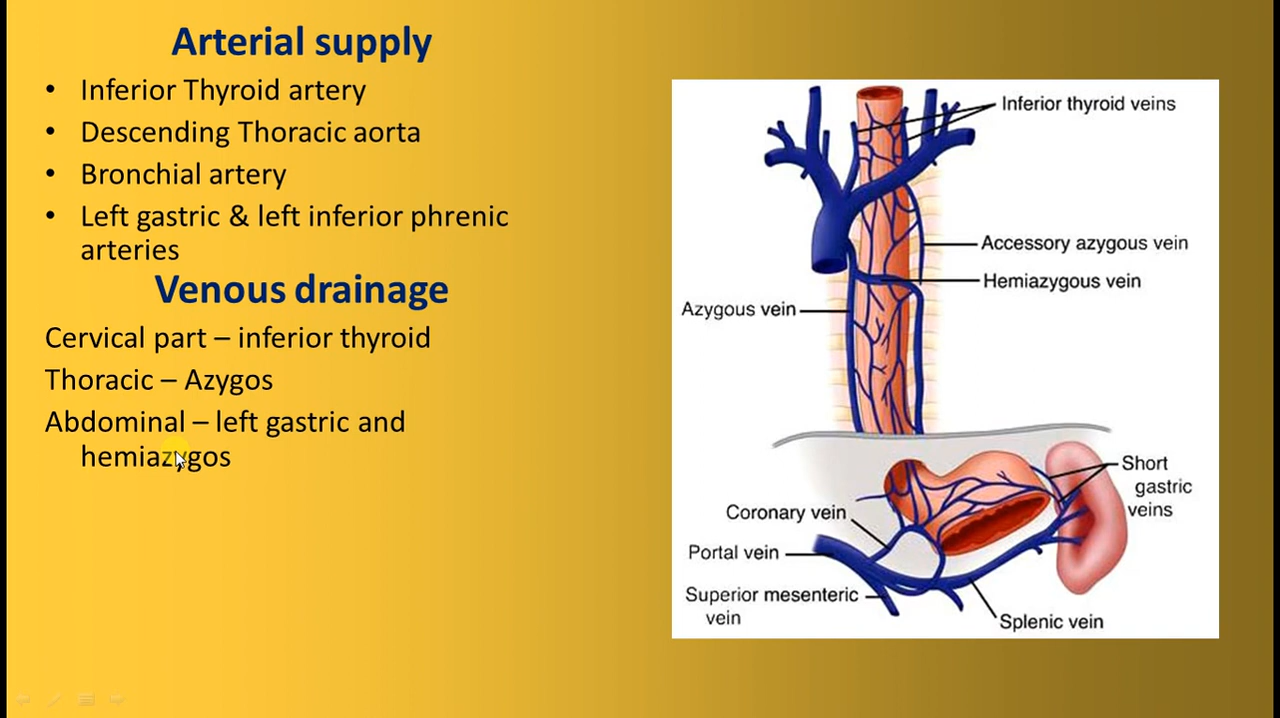 Arterial supply
• Inferior Thyroid artery
• Descending Thoracic aorta
• Bronchial artery
• Left gastric & left inferior phrenic
arteries
Venous drainage
Cervical part – inferior thyroid
Thoracic – Azygos
Abdominal – left gastric and
hemiazygos
Inferior thyroid veins
Accessory azygous vein
Hemiazygous vein
Azygous vein
Short
gastric
veins
Coronary vein
Portal vein
Superior mesenteric
vein
Splenic vein